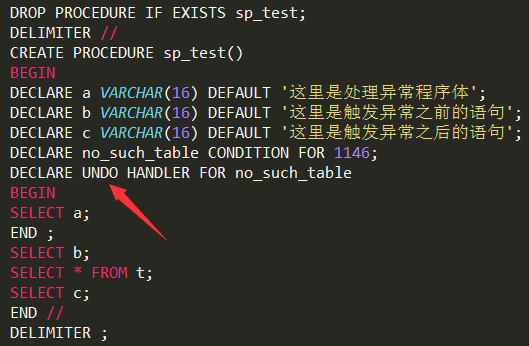 DROP PROCEDURE IF EXISTS sp_test;
DELIMITER //
CREATE PROCEDURE sp_test()
BEGIN
DECLARE a VARCHAR(16) DEFAULT '这里是处理异常程序体';
DECLARE b VARCHAR(16) DEFAULT '这里是触发异常之前的语句';
DECLARE c VARCHAR(16) DEFAULT '这里是触发异常之后的语句';
DECLARE no_such_table CONDITION FOR 1146;
DECLARE UNDO HANDLER FOR no_such_table
BEGIN
SELECT a;
END ;
SELECT b;
SELECT * FROM t;
SELECT c;
END //
DELIMITER ;